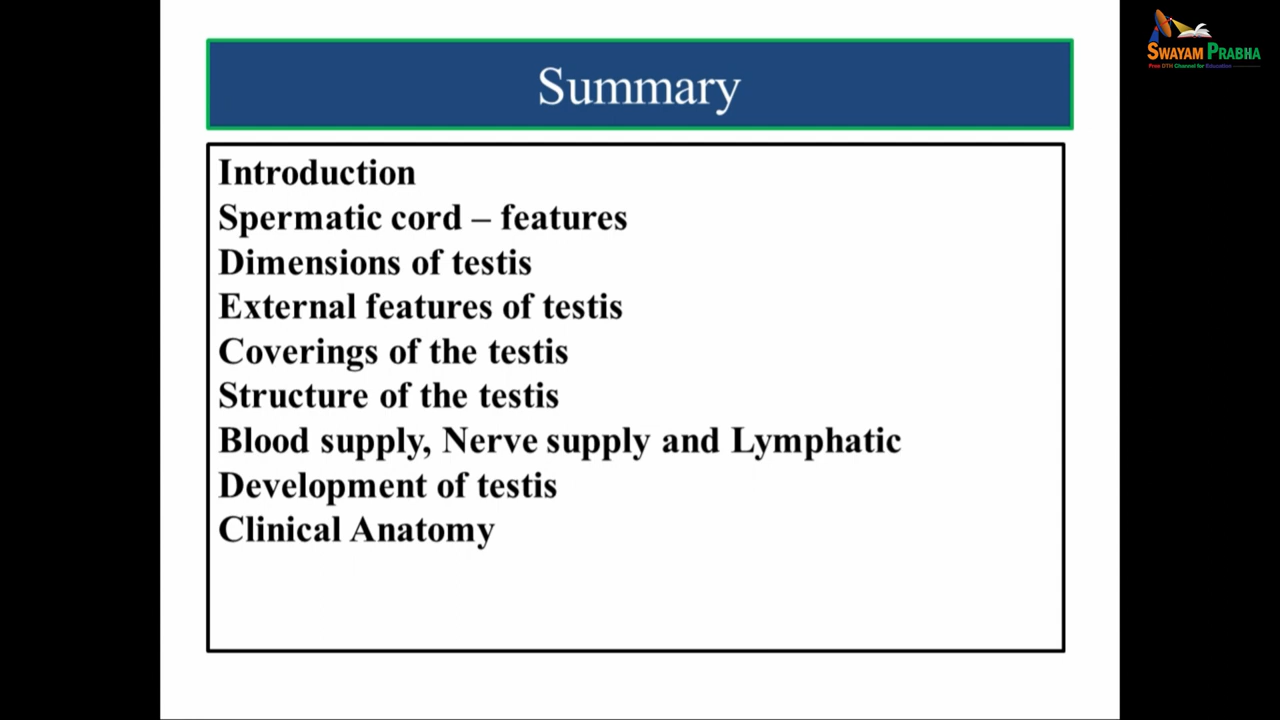 Summary
SWAYAM PRABHA
Free DTH Channel for Education
Introduction
Spermatic cord – features
Dimensions of testis
External features of testis
Coverings of the testis
Structure of the testis
Blood supply, Nerve supply and Lymphatic
Development of testis
Clinical Anatomy